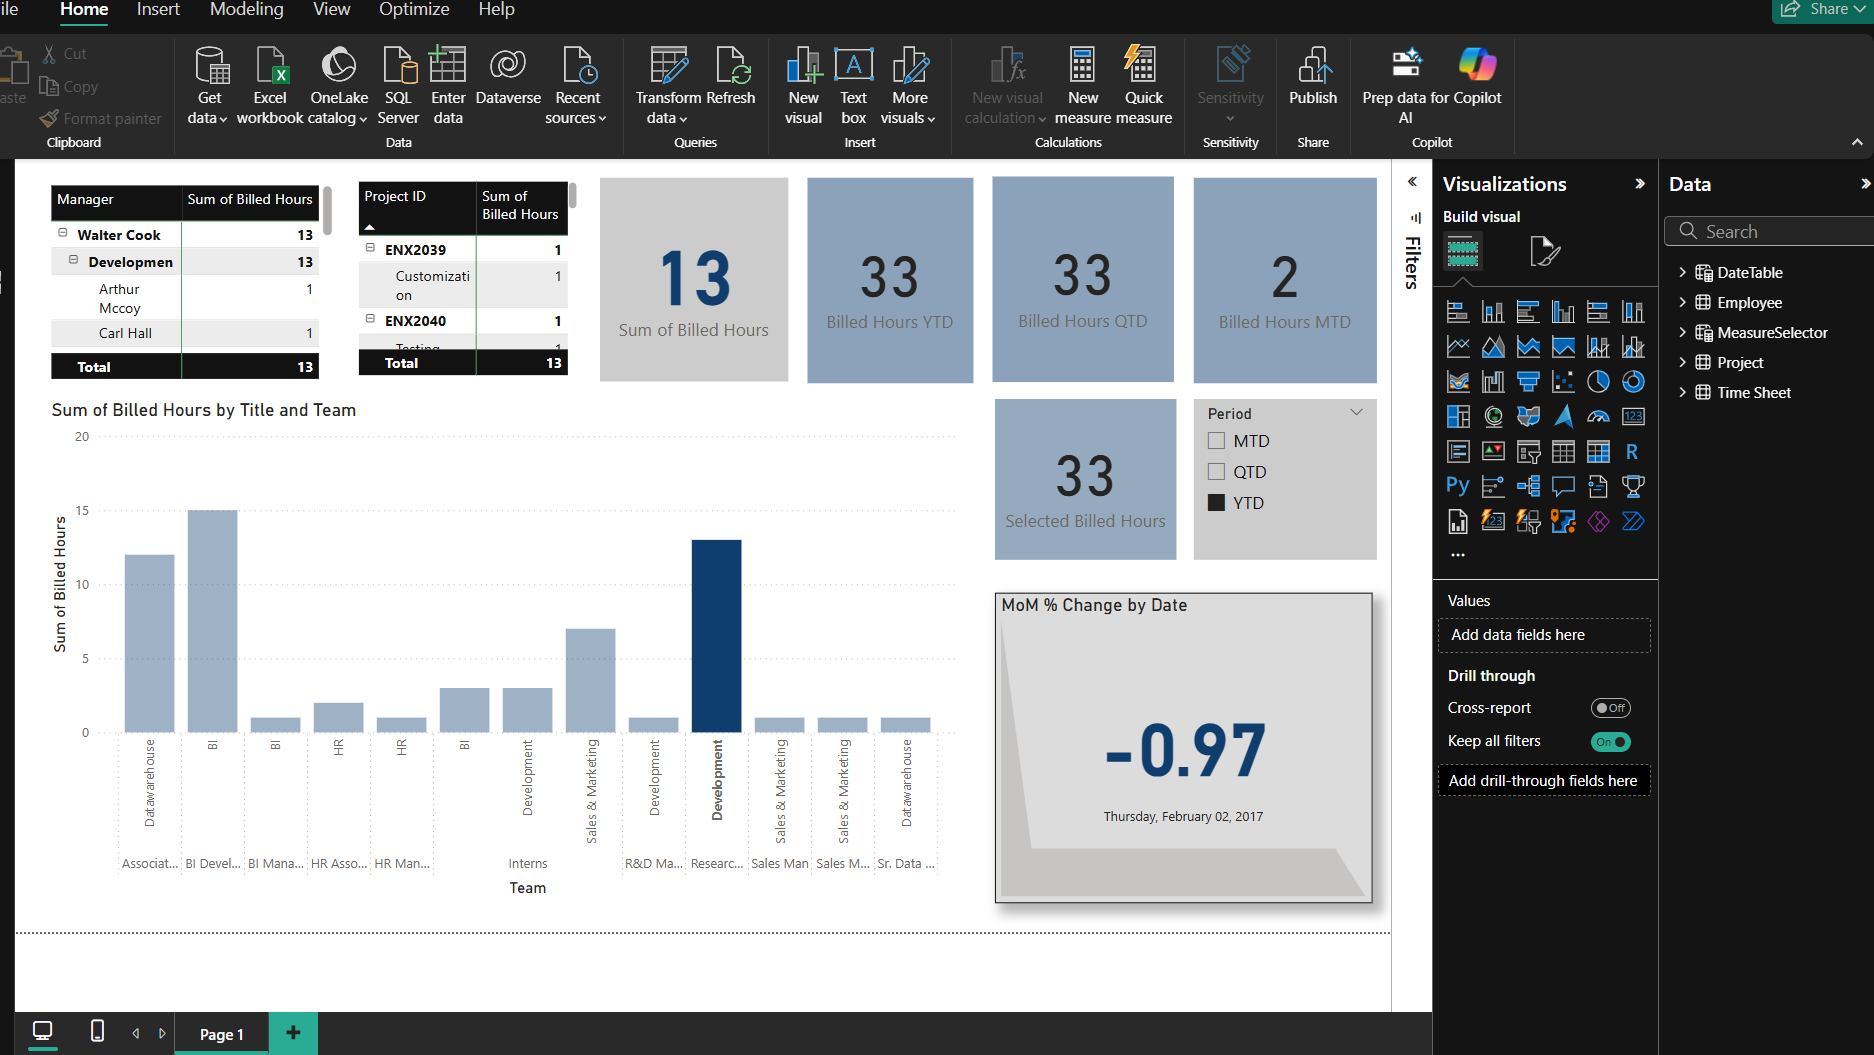 ile Home Insert Modeling View Optimize Help
Share
aste
Cut
Copy
Format painter
Clipboard
Get data
Excel workbook
OneLake catalog
SQL Server
Enter data
Dataverse
Recent sources
Data
Transform data
Refresh
Queries
New visual
Text box
More visuals
Insert
New visual calculation
New measure
Quick measure
Calculations
Sensitivity
Sensitivity
Publish
Share
Prep data for AI
Copilot
Copilot
Manager Sum of Billed Hours
Walter Cook 13
Developmen 13
Arthur
Mccoy 1
Carl Hall 1
Total 13
Project ID Sum of
Billed Hours
ENX2039 1
Customizati
on 1
ENX2040 1
Testing 1
Total 13
13
Sum of Billed Hours
33
Billed Hours YTD
33
Billed Hours QTD
2
Billed Hours MTD
Sum of Billed Hours by Title and Team
Sum of Billed Hours
20
15
10
5
0
Datawarehouse
BI
BI
HR
HR
BI
Development
Sales & Marketing
Development
Development
Sales & Marketing
Sales & Marketing
Datawarehouse
Associat... BI Devel... BI Mana... HR Asso... HR Man... Interns R&D Ma... Researc... Sales Man Sales M... Sr. Data ...
Team
33
Selected Billed Hours
Period
MTD
QTD
YTD
MoM % Change by Date
-0.97
Thursday, February 02, 2017
Filters
Visualizations
Build visual
123
R
Py
123
...
Values
Add data fields here
Drill through
Cross-report Off
Keep all filters On
Add drill-through fields here
Data
Search
DateTable
Employee
MeasureSelector
Project
Time Sheet
Page 1